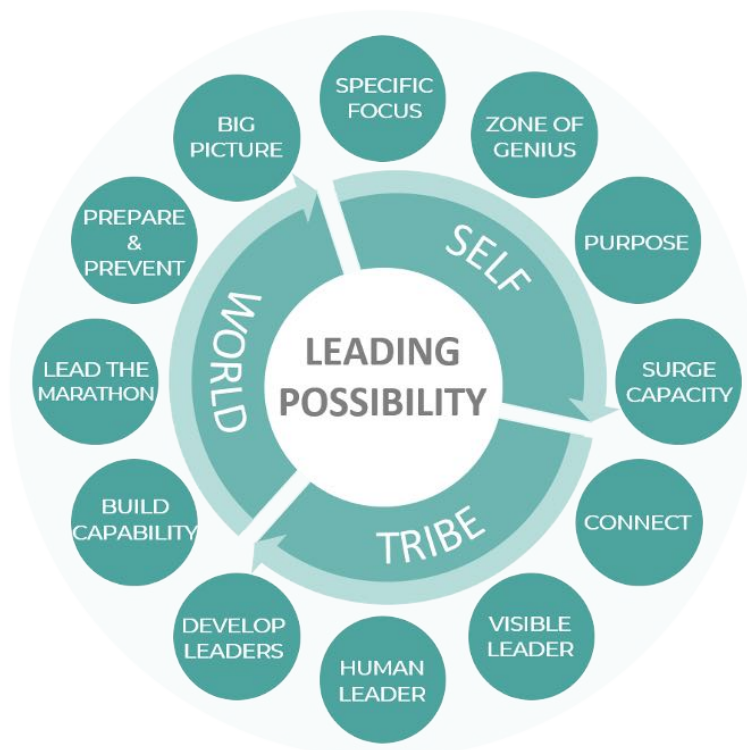 SPECIFIC
FOCUS
ZONE OF
GENIUS
PURPOSE
SURGE
CAPACITY
CONNECT
VISIBLE
LEADER
HUMAN
LEADER
DEVELOP
LEADERS
BUILD
CAPABILITY
LEAD THE
MARATHON
PREPARE
&
PREVENT
BIG
PICTURE
SELF
TRIBE
WORLD
LEADING
POSSIBILITY